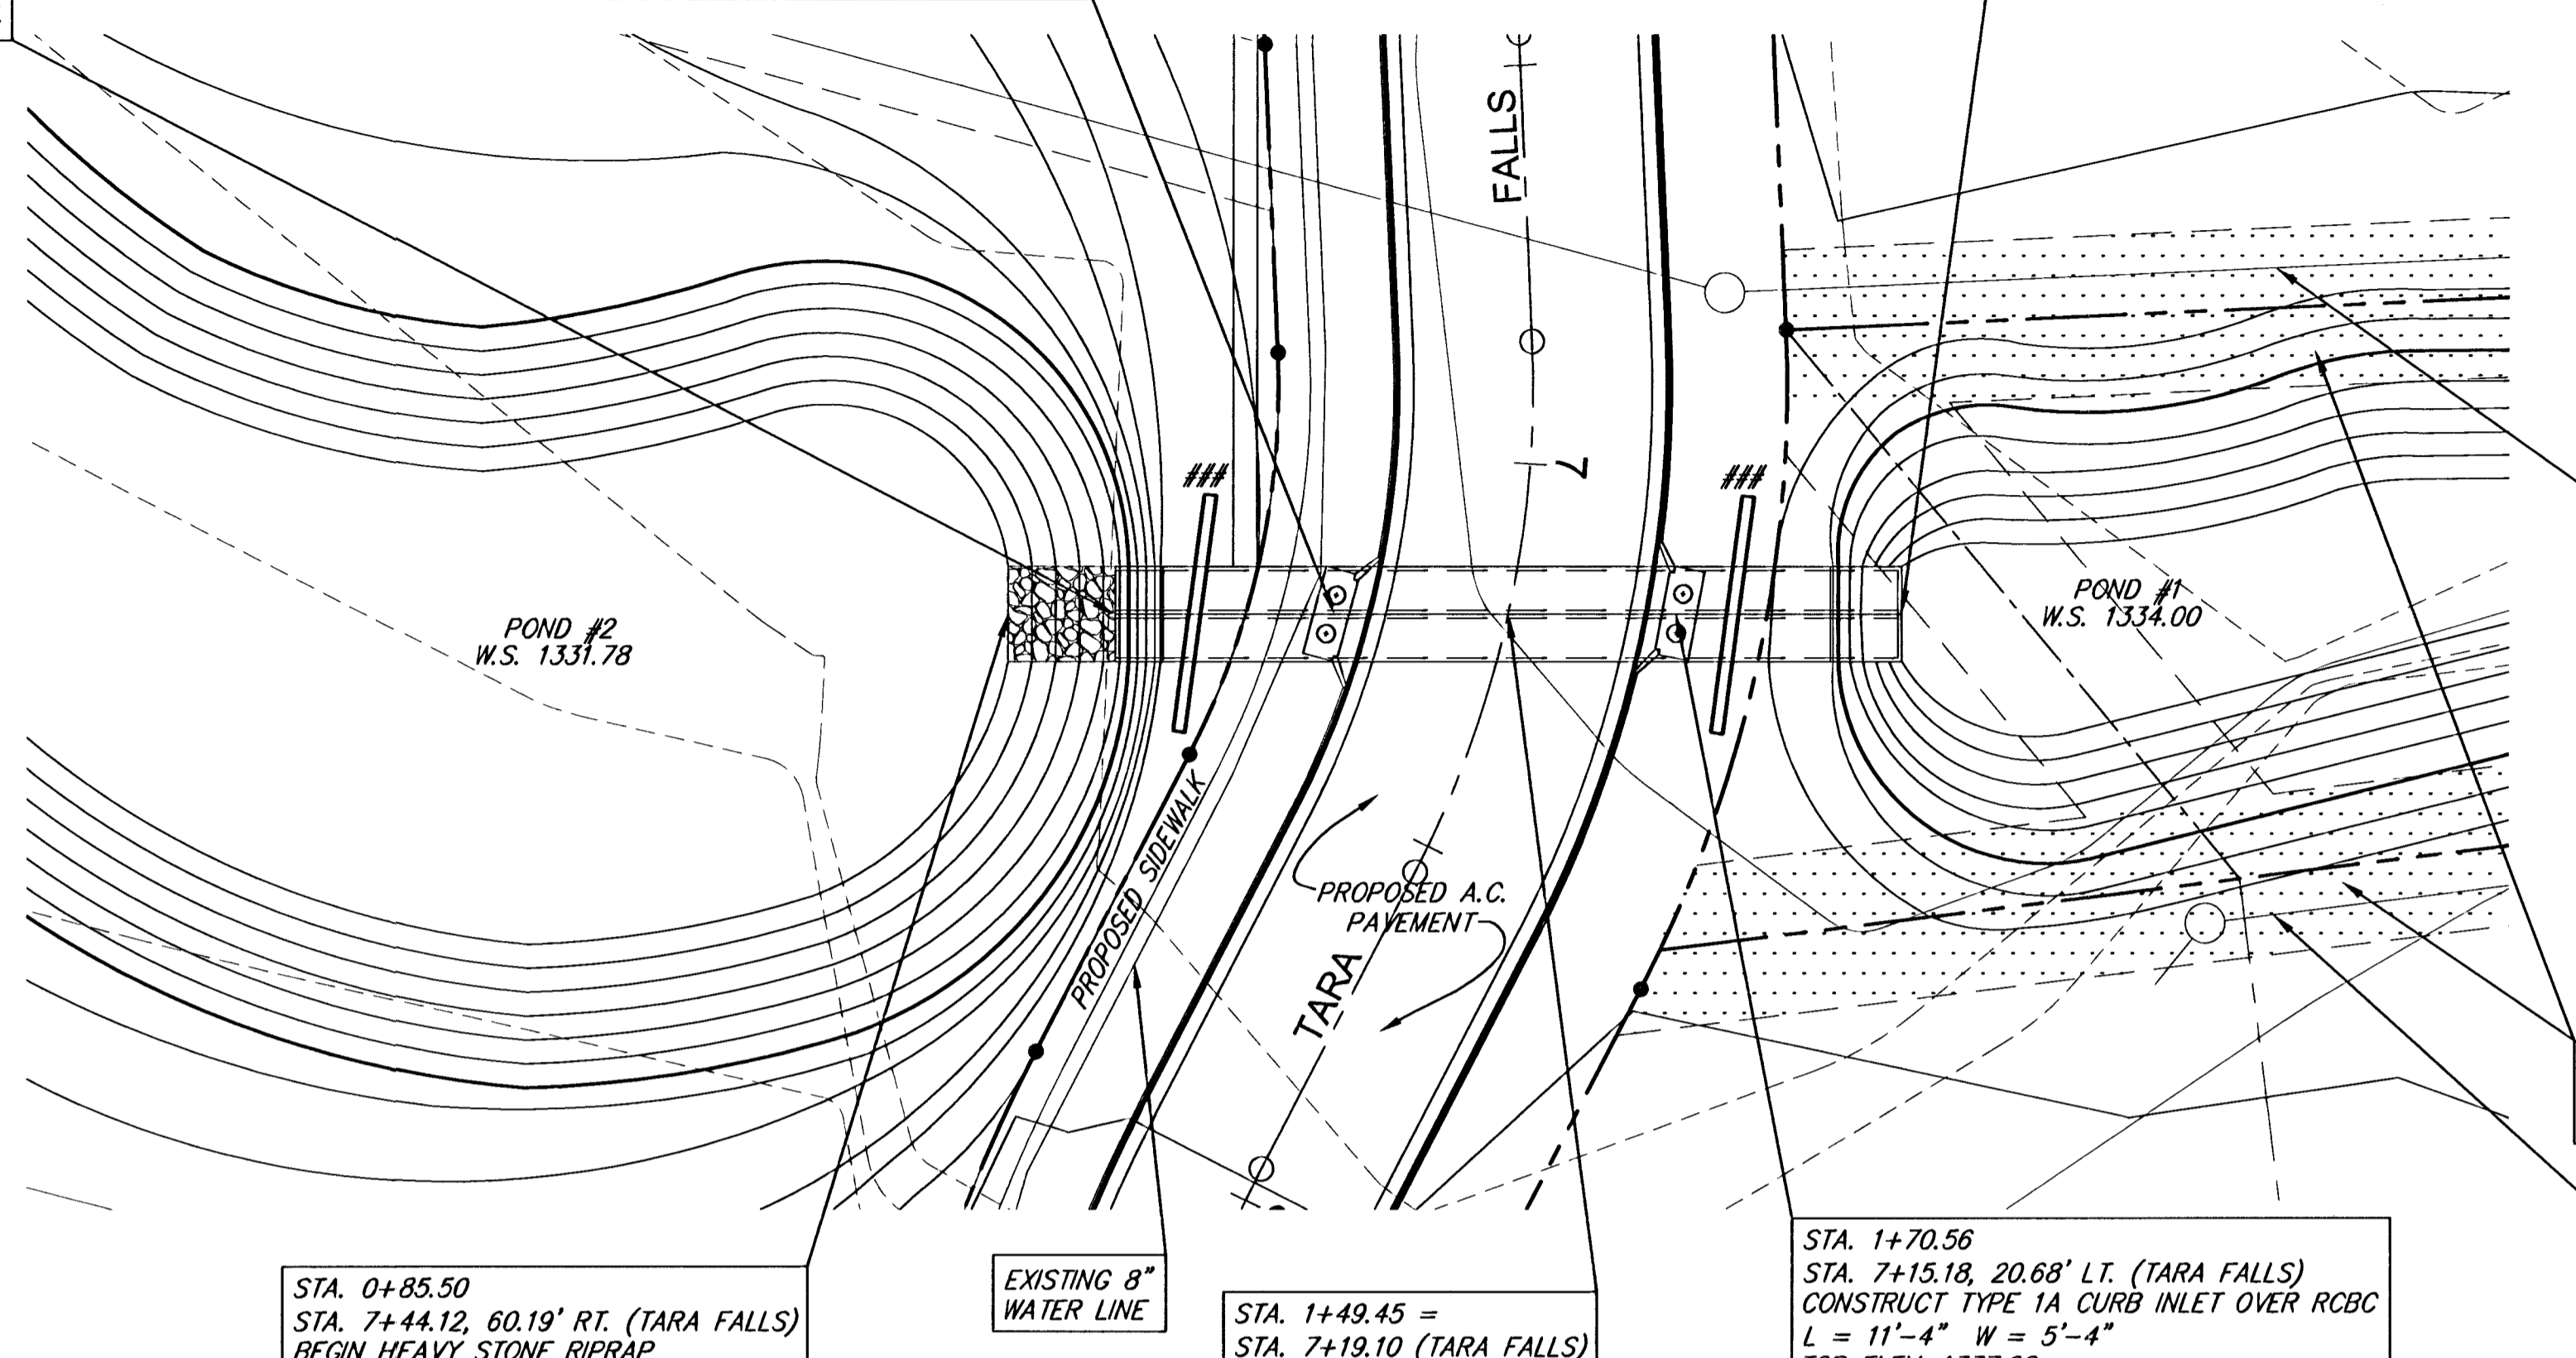 FALLS
7
###
###
POND #1
W.S. 1334.00
POND #2
W.S. 1331.78
PROPOSED SIDEWALK
PROPOSED A.C.
PAVEMENT
TARA
STA. 0+85.50
STA. 7+44.12, 60.19' RT. (TARA FALLS)
BEGIN HEAVY STONE RIPRAP
EXISTING 8"
WATER LINE
STA. 1+49.45 =
STA. 7+19.10 (TARA FALLS)
STA. 1+70.56
STA. 7+15.18, 20.68' LT. (TARA FALLS)
CONSTRUCT TYPE 1A CURB INLET OVER RCBC
L = 11'-4" W = 5'-4"